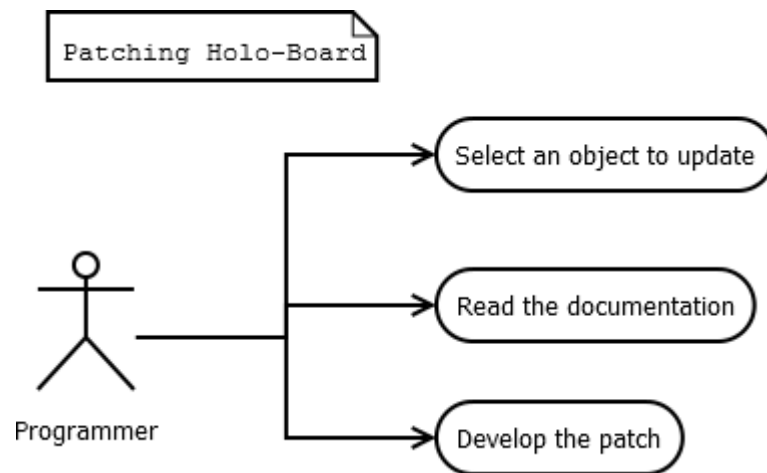 Patching Holo-Board
Select an object to update
Read the documentation
Programmer
Develop the patch